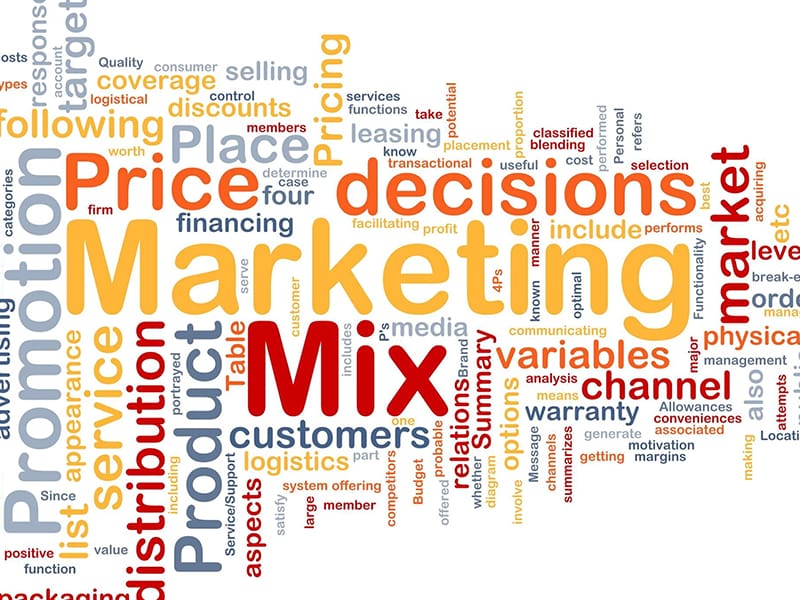 osts
response
account
target
Quality
consumer
ypes
coverage
selling
Pricing
logistical
control
discounts
services
functions
take
potential
proportion
following
members
Place
leasing
know
placement
classified
blending
performed
Personal
refers
worth
determine
transactional
useful
cost
selection
Price
case
four
decisions
best
market
acquiring
categories
firm
financing
facilitating
profit
manner
include
performs
etc
Promotion
Marketing
serve
customer
4Ps
known
optimal
Functionality
leve
break-e
orde
mana
advertising
appearance
service
distribution
portrayed
Product
Table
Mix
includes
P's
media
Brand
Summary
communicating
variables
major
physica
management
analysis
means
channel
also
attempts
customers
one
relations
options
warranty
Allowances
conveniences
associated
Locati
logistics
part
probable
generate
motivation
margins
getting
making
Since
list
including
Service/Support
aspects
system offering
satisfy
large
member
competitors
Budget
offered
whether
diagram
involve
Message
channels
summarizes
positive
value
function
packaging